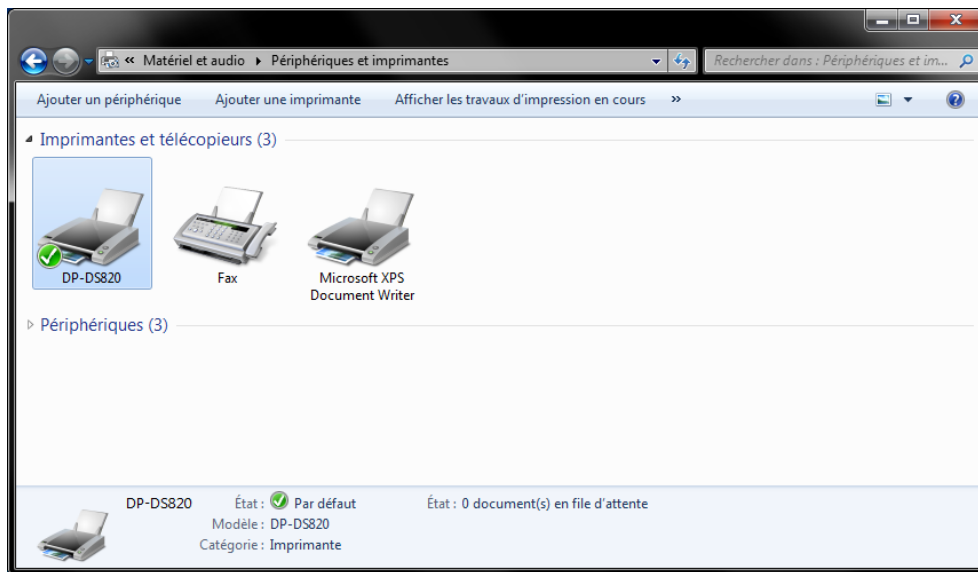 « Matériel et audio ▸ Périphériques et imprimantes
Rechercher dans : Périphériques et im...
Ajouter un périphérique Ajouter une imprimante Afficher les travaux d'impression en cours »
Imprimantes et télécopieurs (3)
DP-DS820 Fax Microsoft XPS
Document Writer
Périphériques (3)
DP-DS820 État : Par défaut État : 0 document(s) en file d'attente
Modèle : DP-DS820
Catégorie : Imprimante